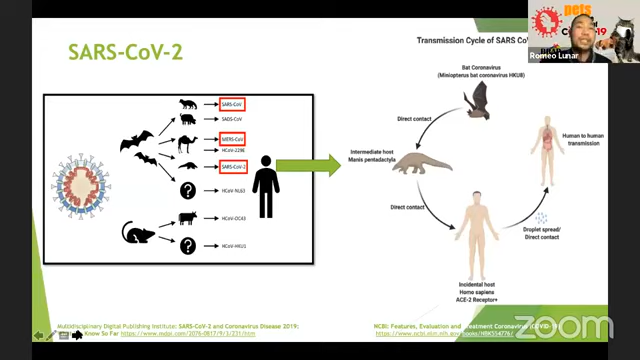 SARS-CoV-2
SARS-CoV
SADS-CoV
MERS-CoV
HCoV-229E
SARS-CoV-2
?
HCoV-NL63
HCoV-OC43
?
HCoV-HKU1
Transmission Cycle of SARS CoV
Bat Coronavirus
(Miniopterus bat coronavirus HKU8)
Direct contact
Intermediate host
Manis pentadactyla
Human to human
transmission
Direct contact
Droplet spread/
Direct contact
Incidental host
Homo sapiens
ACE-2 Receptor+
Multidisciplinary Digital Publishing Institute: SARS-CoV-2 and Coronavirus Disease 2019:
Know So Far https://www.mdpi.com/2076-0817/9/3/231/htm
NCBI: Features, Evaluation and Treatment Coronavirus (COVID-19)
https://www.ncbi.nlm.nih.gov/books/NBK554776/
pets
Romeo Lunar
zoom